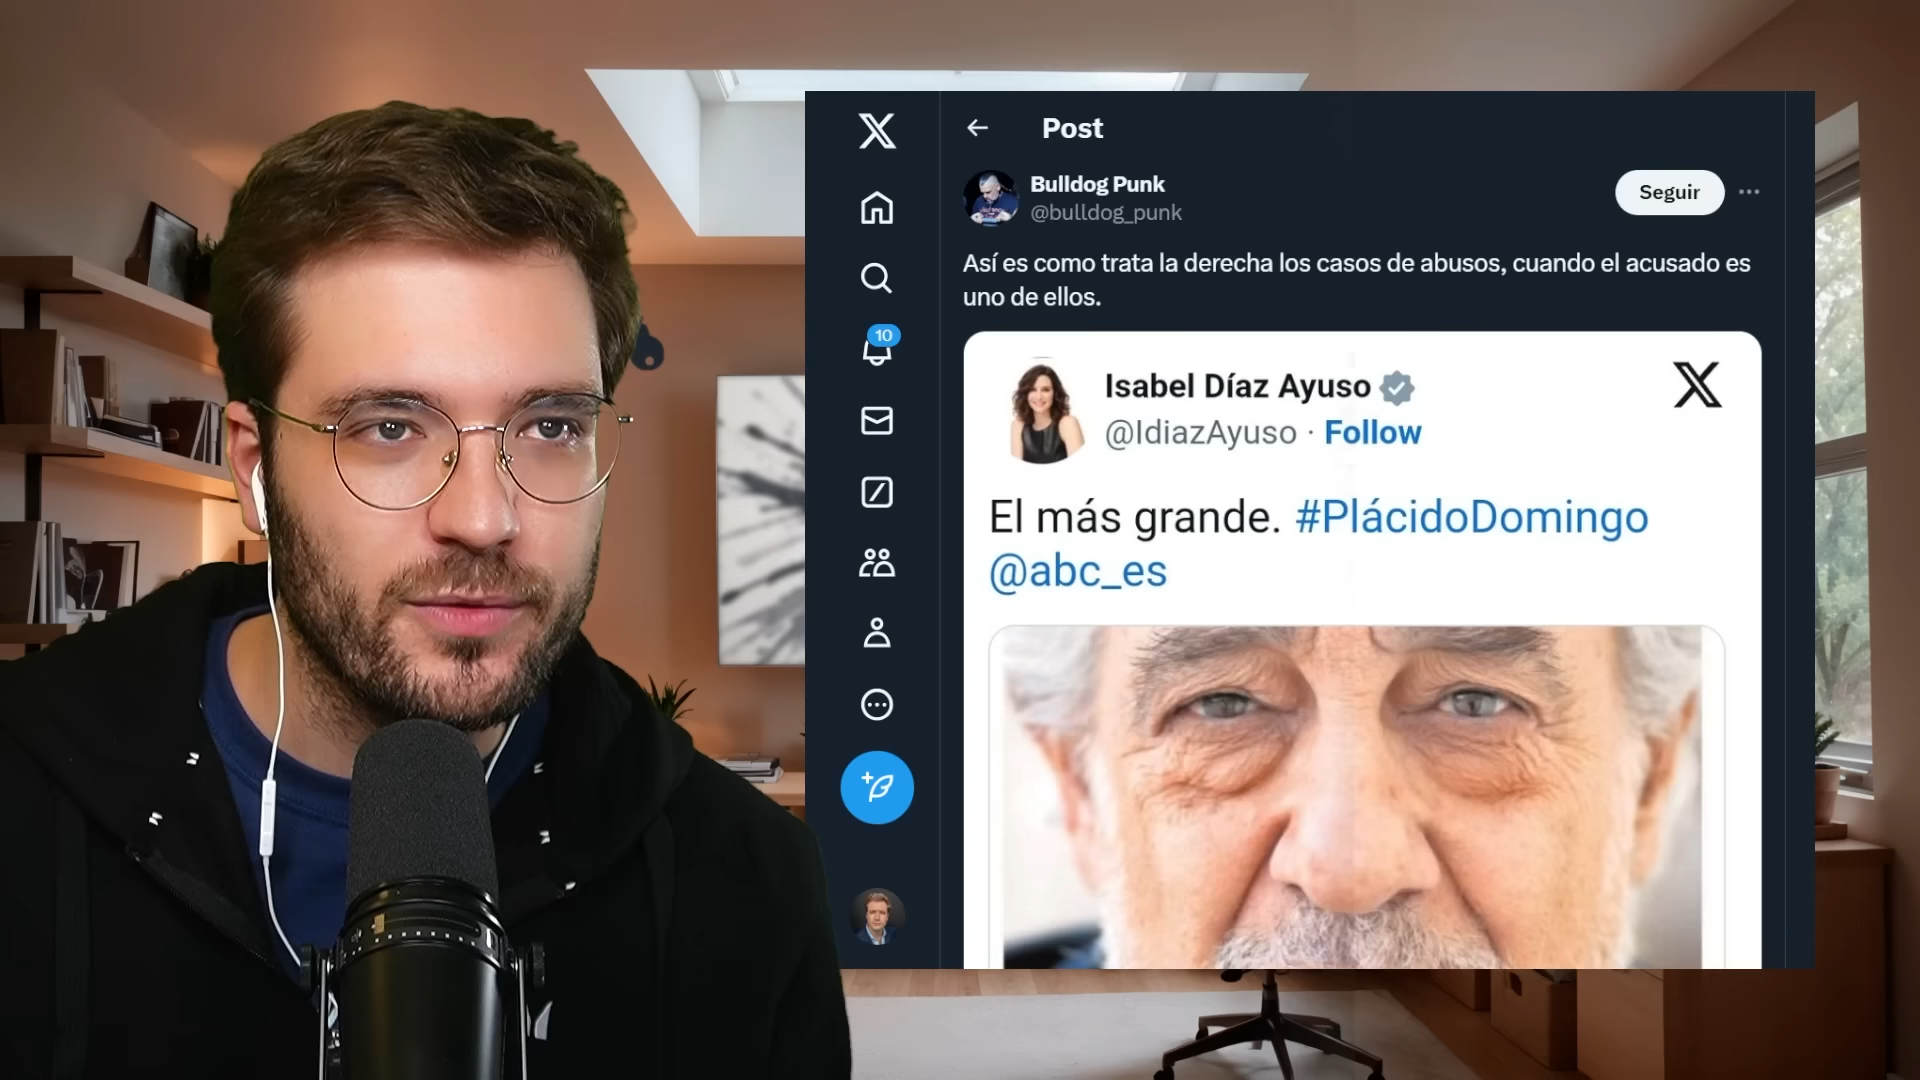 Post
Bulldog Punk
@bulldog_punk
Seguir
Así es como trata la derecha los casos de abusos, cuando el acusado es
uno de ellos.
10
Isabel Díaz Ayuso
@IdiazAyuso · Follow
El más grande. #PlácidoDomingo
@abc_es